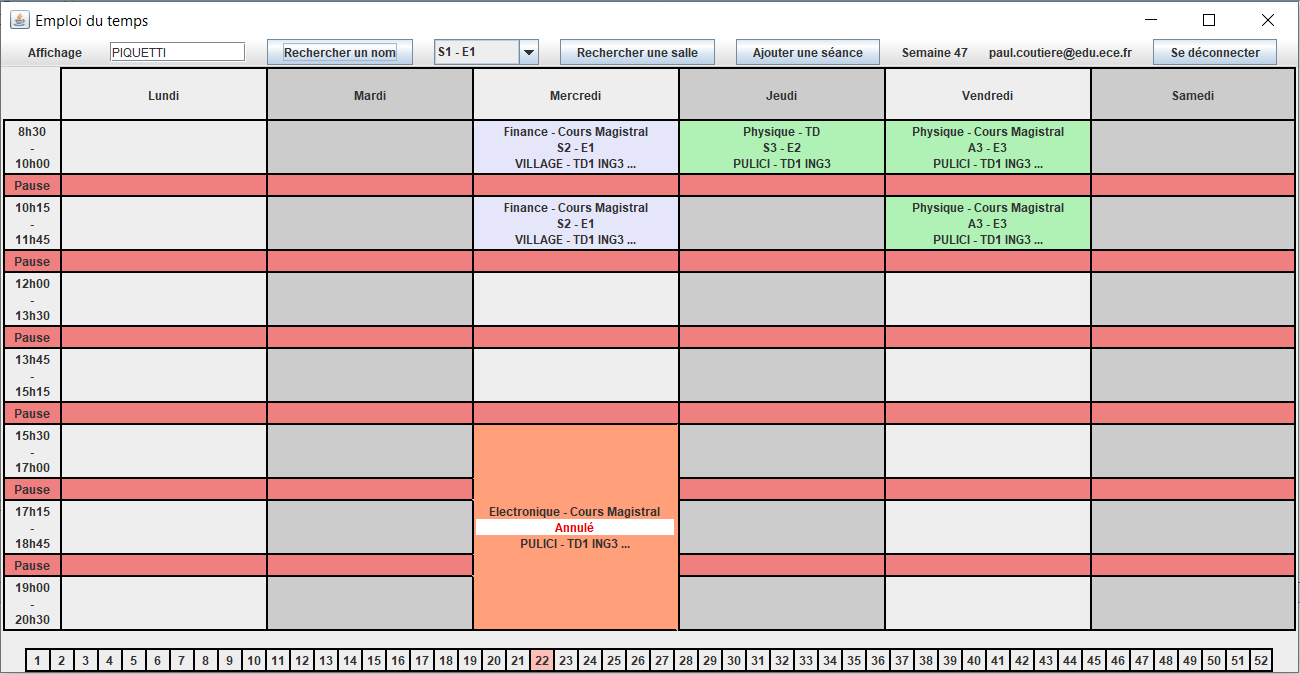 Emploi du temps
Affichage PIQUETTI Rechercher un nom S1 - E1 Rechercher une salle Ajouter une séance Semaine 47 paul.coutiere@edu.ece.fr Se déconnecter
Lundi Mardi Mercredi Jeudi Vendredi Samedi
8h30 Finance - Cours Magistral Physique - TD Physique - Cours Magistral
- S2 - E1 S3 - E2 A3 - E3
10h00 VILLAGE - TD1 ING3 ... PULICI - TD1 ING3 PULICI - TD1 ING3 ...
Pause
10h15 Finance - Cours Magistral Physique - Cours Magistral
- S2 - E1 A3 - E3
11h45 VILLAGE - TD1 ING3 ... PULICI - TD1 ING3 ...
Pause
12h00
-
13h30
Pause
13h45
-
15h15
Pause
15h30
-
17h00
Pause
17h15 Electronique - Cours Magistral
- Annulé
18h45 PULICI - TD1 ING3 ...
Pause
19h00
-
20h30
1 2 3 4 5 6 7 8 9 10 11 12 13 14 15 16 17 18 19 20 21 22 23 24 25 26 27 28 29 30 31 32 33 34 35 36 37 38 39 40 41 42 43 44 45 46 47 48 49 50 51 52